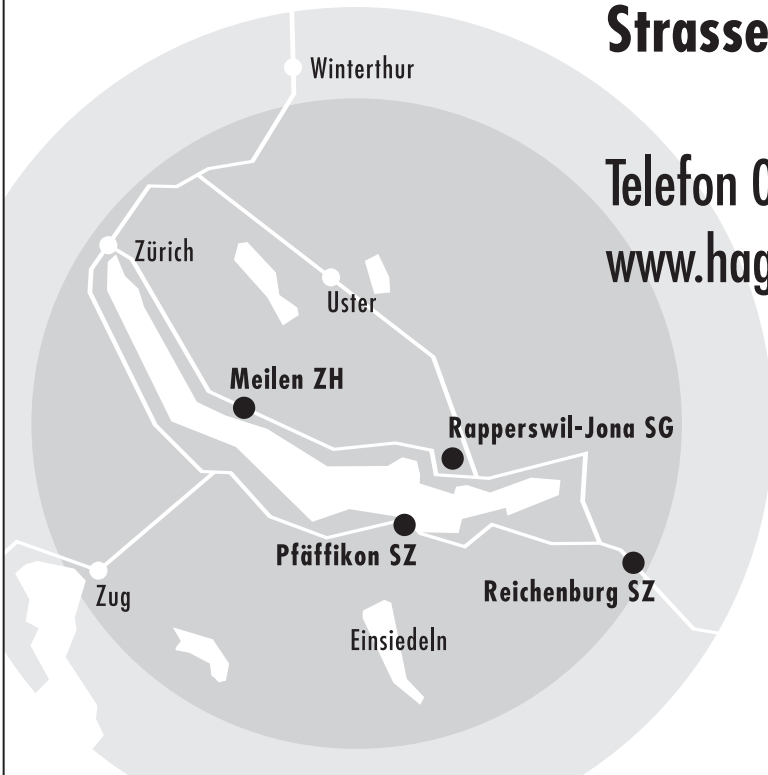 Strasse
Winterthur
Telefon 0
www.hag
Zürich
Uster
Meilen ZH
Rapperswil-Jona SG
Pfäffikon SZ
Reichenburg SZ
Zug
Einsiedeln